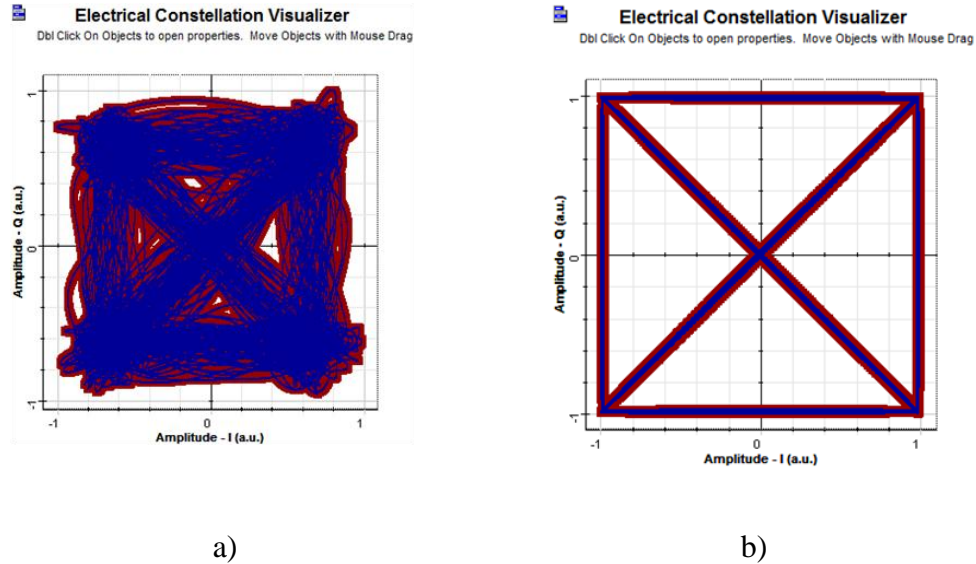 Electrical Constellation Visualizer
Dbl Click On Objects to open properties. Move Objects with Mouse Drag
Amplitude - Q (a.u.)
1
0
-1
-1
0
1
Amplitude - I (a.u.)
a)
Electrical Constellation Visualizer
Dbl Click On Objects to open properties. Move Objects with Mouse Drag
Amplitude - Q (a.u.)
1
0
-1
-1
0
1
Amplitude - I (a.u.)
b)